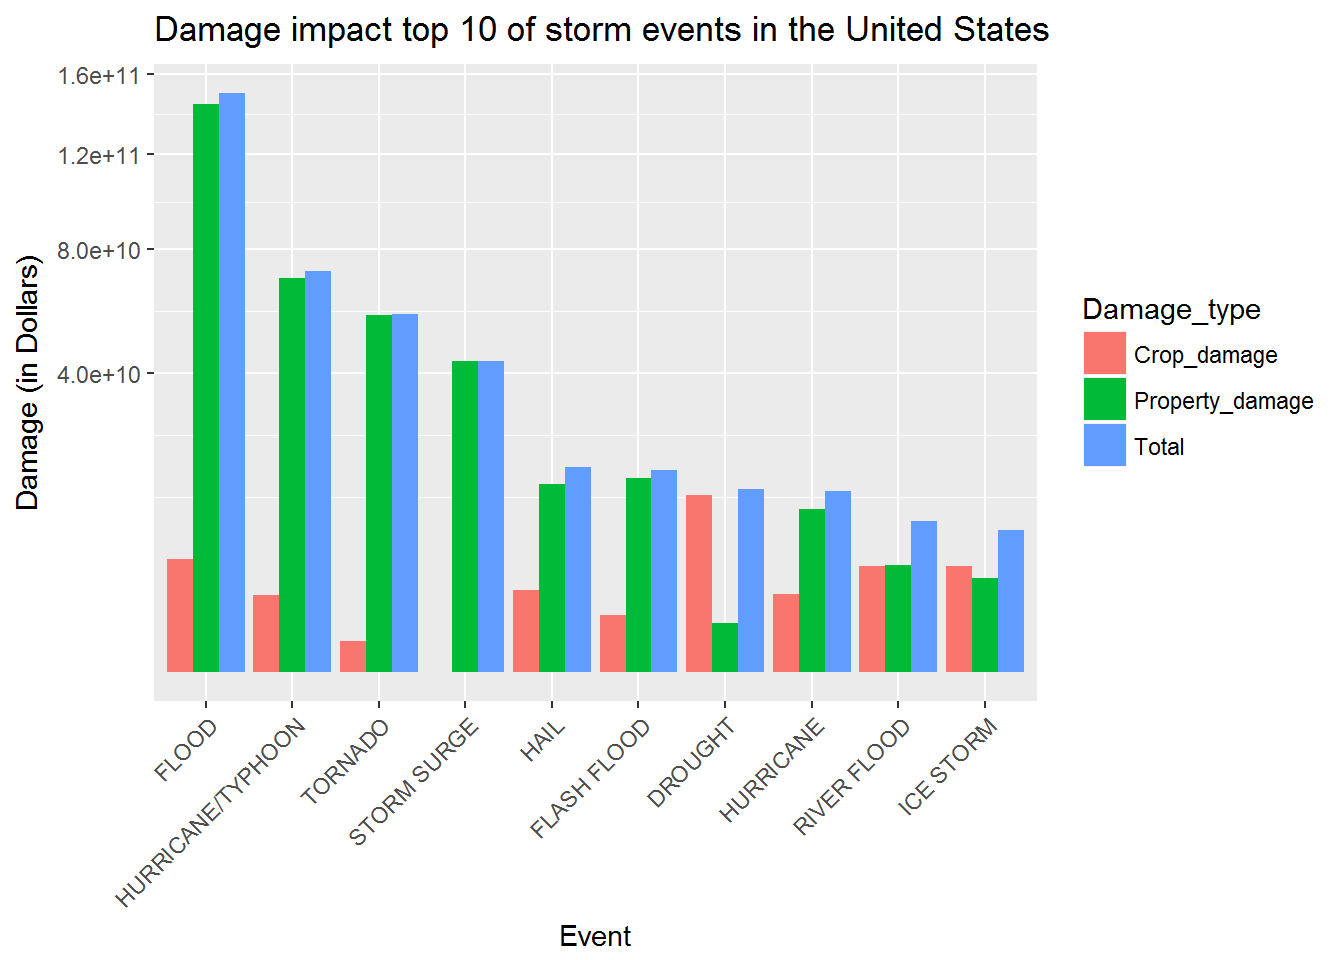 Damage impact top 10 of storm events in the United States
1.6e+11
1.2e+11
8.0e+10
4.0e+10
Damage (in Dollars)
FLOOD
HURRICANE/TYPHOON
TORNADO
STORM SURGE
HAIL
FLASH FLOOD
DROUGHT
HURRICANE
RIVER FLOOD
ICE STORM
Event
Damage_type
Crop_damage
Property_damage
Total